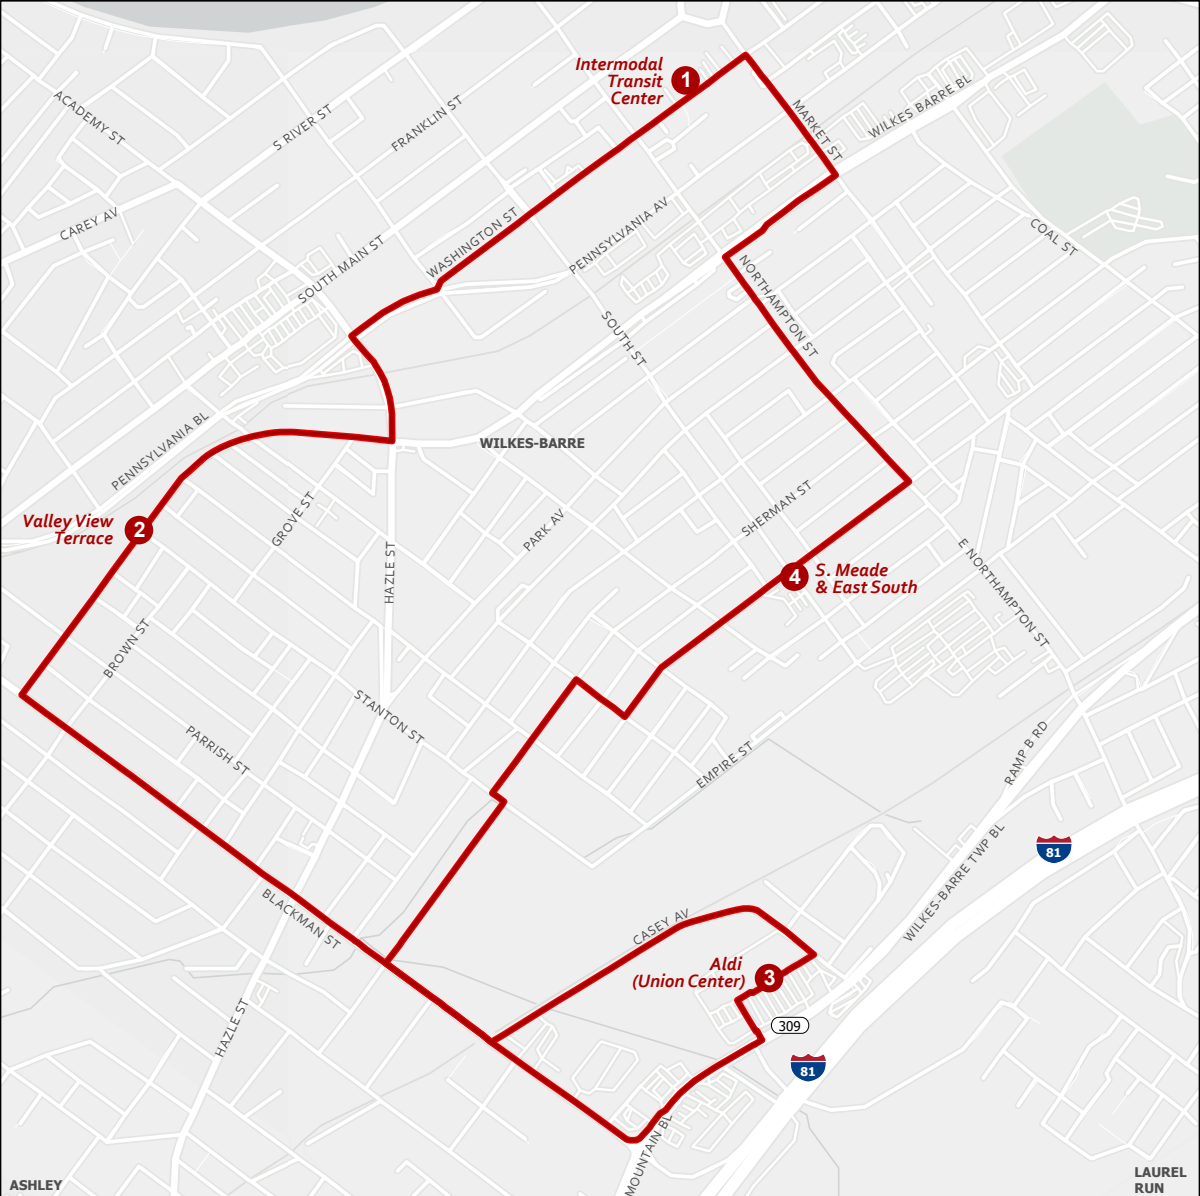 Intermodal
Transit
Center
1
ACADEMY ST
S RIVER ST
FRANKLIN ST
MARKET ST
WILKES BARRE BL
CAREY AV
SOUTH MAIN ST
WASHINGTON ST
PENNSYLVANIA AV
COAL ST
NORTHAMPTON ST
SOUTH ST
PENNSYLVANIA BL
WILKES-BARRE
Valley View
Terrace
2
GROVE ST
PARK AV
SHERMAN ST
HAZLE ST
4
S. Meade
& East South
E NORTHAMPTON ST
BROWN ST
STANTON ST
PARRISH ST
EMPIRE ST
RAMP B RD
81
WILKES-BARRE TWP BL
BLACKMAN ST
CASEY AV
Aldi
(Union Center)
3
309
HAZLE ST
81
MOUNTAIN BL
ASHLEY
LAUREL
RUN